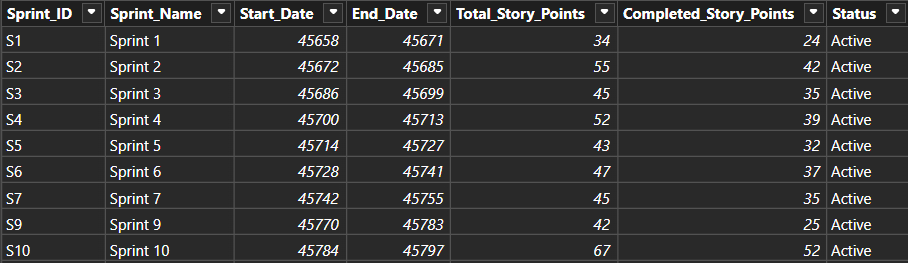 Sprint_ID Sprint_Name Start_Date End_Date Total_Story_Points Completed_Story_Points Status
S1 Sprint 1 45658 45671 34 24 Active
S2 Sprint 2 45672 45685 55 42 Active
S3 Sprint 3 45686 45699 45 35 Active
S4 Sprint 4 45700 45713 52 39 Active
S5 Sprint 5 45714 45727 43 32 Active
S6 Sprint 6 45728 45741 47 37 Active
S7 Sprint 7 45742 45755 45 35 Active
S9 Sprint 9 45770 45783 42 25 Active
S10 Sprint 10 45784 45797 67 52 Active